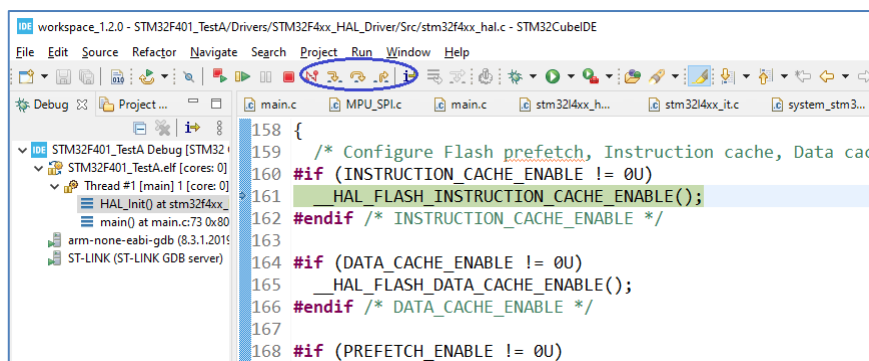 IDE workspace_1.2.0 - STM32F401_TestA/Drivers/STM32F4xx_HAL_Driver/Src/stm32f4xx_hal.c - STM32CubeIDE
File Edit Source Refactor Navigate Search Project Run Window Help
Debug Project ... main.c MPU_SPI.c main.c stm32l4xx_h... stm32l4xx_it.c system_stm3...
IDE STM32F401_TestA Debug [STM32
STM32F401_TestA.elf [cores: 0]
Thread #1 [main] 1 [core: 0]
HAL_Init() at stm32f4xx_
main() at main.c:73 0x80
arm-none-eabi-gdb (8.3.1.2019
ST-LINK (ST-LINK GDB server)
158 {
159 /* Configure Flash prefetch, Instruction cache, Data cac
160 #if (INSTRUCTION_CACHE_ENABLE != 0U)
161 __HAL_FLASH_INSTRUCTION_CACHE_ENABLE();
162 #endif /* INSTRUCTION_CACHE_ENABLE */
163
164 #if (DATA_CACHE_ENABLE != 0U)
165 __HAL_FLASH_DATA_CACHE_ENABLE();
166 #endif /* DATA_CACHE_ENABLE */
167
168 #if (PREFETCH_ENABLE != 0U)